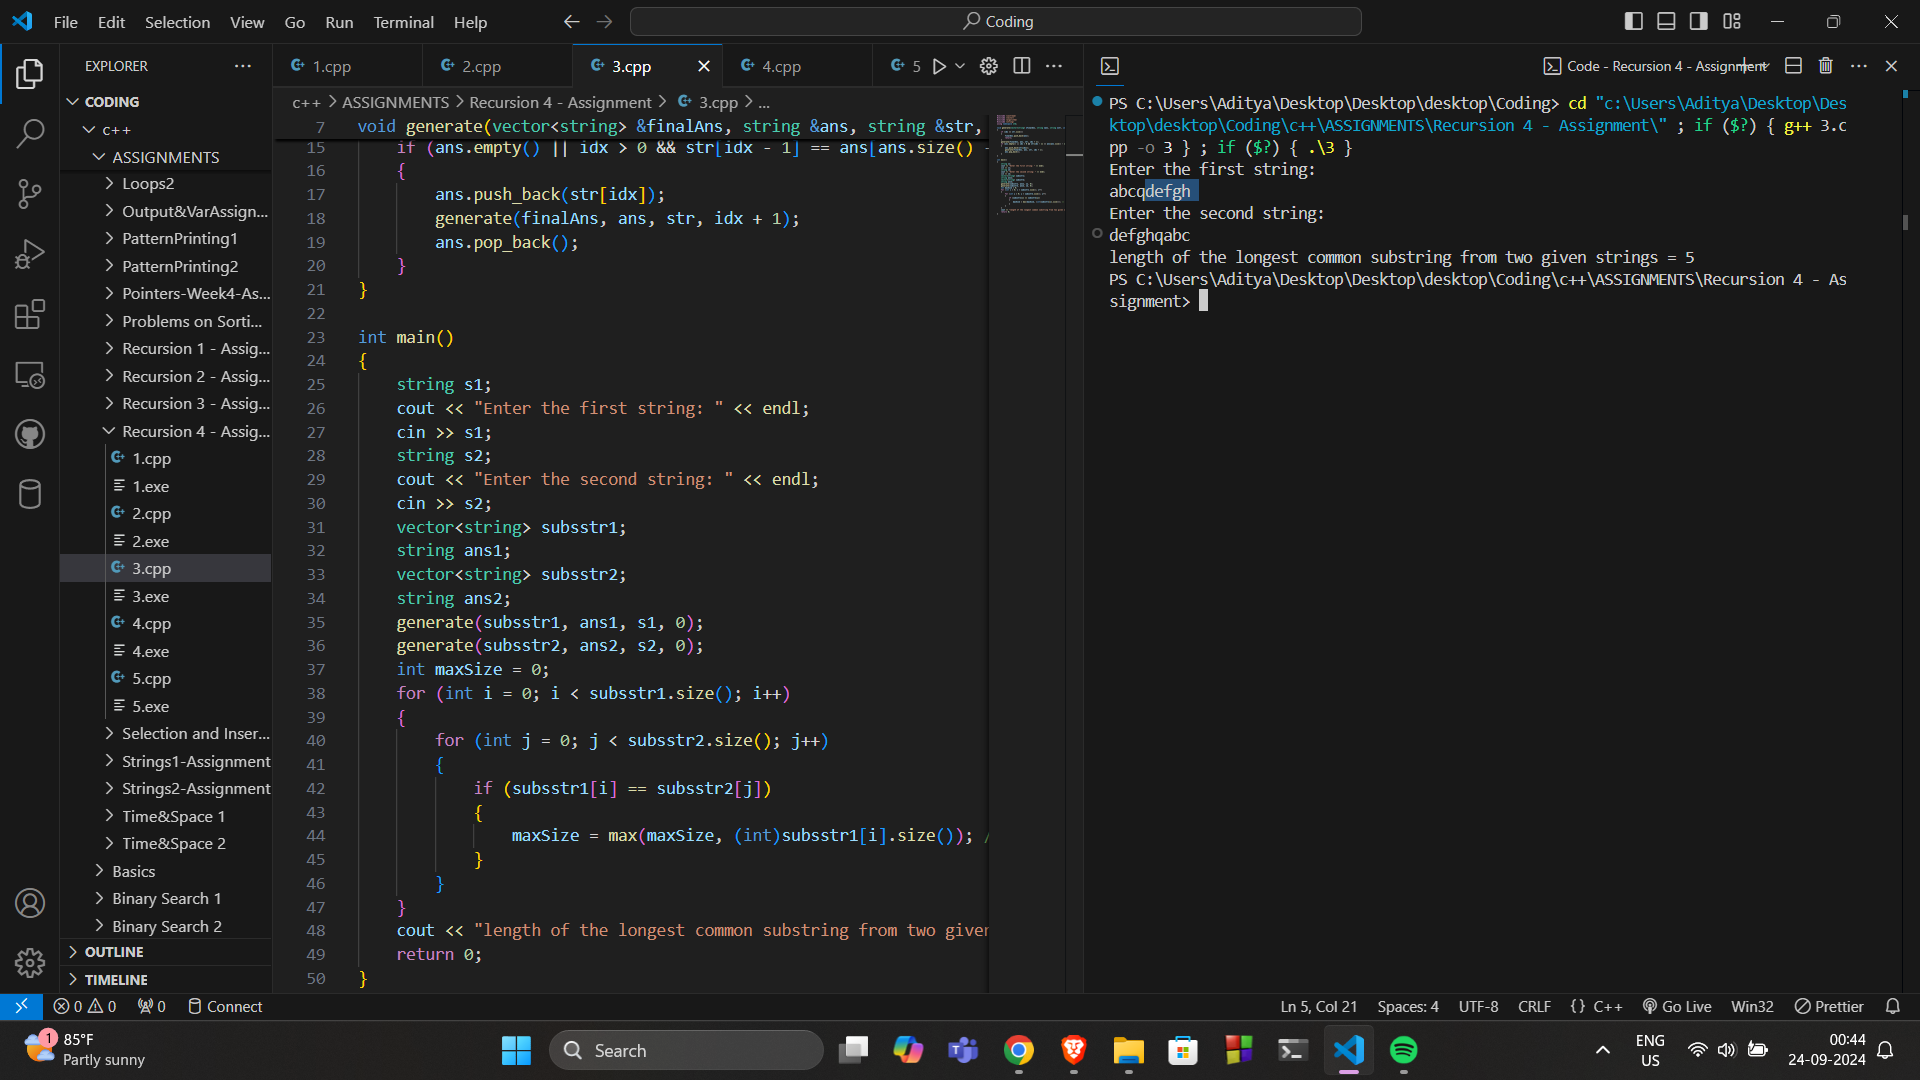 File Edit Selection View Go Run Terminal Help
Coding
EXPLORER
CODING
c++
ASSIGNMENTS
Loops2
Output&VarAssign...
PatternPrinting1
PatternPrinting2
Pointers-Week4-As...
Problems on Sorti...
Recursion 1 - Assig...
Recursion 2 - Assig...
Recursion 3 - Assig...
Recursion 4 - Assig...
1.cpp
1.exe
2.cpp
2.exe
3.cpp
3.exe
4.cpp
4.exe
5.cpp
5.exe
Selection and Inser...
Strings1-Assignment
Strings2-Assignment
Time&Space 1
Time&Space 2
Basics
Binary Search 1
Binary Search 2
OUTLINE
TIMELINE
1.cpp 2.cpp 3.cpp 4.cpp 5
c++ > ASSIGNMENTS > Recursion 4 - Assignment > 3.cpp > ...
7 void generate(vector<string> &finalAns, string &ans, string &str,
15 if (ans.empty() || idx > 0 && str[idx - 1] == ans[ans.size() -
16 {
17 ans.push_back(str[idx]);
18 generate(finalAns, ans, str, idx + 1);
19 ans.pop_back();
20 }
21 }
22
23 int main()
24 {
25 string s1;
26 cout << "Enter the first string: " << endl;
27 cin >> s1;
28 string s2;
29 cout << "Enter the second string: " << endl;
30 cin >> s2;
31 vector<string> subsstr1;
32 string ans1;
33 vector<string> subsstr2;
34 string ans2;
35 generate(subsstr1, ans1, s1, 0);
36 generate(subsstr2, ans2, s2, 0);
37 int maxSize = 0;
38 for (int i = 0; i < subsstr1.size(); i++)
39 {
40 for (int j = 0; j < subsstr2.size(); j++)
41 {
42 if (subsstr1[i] == subsstr2[j])
43 {
44 maxSize = max(maxSize, (int)subsstr1[i].size()); /
45 }
46 }
47 }
48 cout << "length of the longest common substring from two given
49 return 0;
50 }
Code - Recursion 4 - Assignment
PS C:\Users\Aditya\Desktop\Desktop\desktop\Coding> cd "c:\Users\Aditya\Desktop\Des
ktop\desktop\Coding\c++\ASSIGNMENTS\Recursion 4 - Assignment\" ; if ($?) { g++ 3.c
pp -o 3 } ; if ($?) { .\3 }
Enter the first string:
abcqdefgh
Enter the second string:
defghqabc
length of the longest common substring from two given strings = 5
PS C:\Users\Aditya\Desktop\Desktop\desktop\Coding\c++\ASSIGNMENTS\Recursion 4 - As
signment>
0 0 0 Connect
Ln 5, Col 21 Spaces: 4 UTF-8 CRLF {} C++ Go Live Win32 Prettier
1
85°F
Partly sunny
Search
ENG
US
00:44
24-09-2024